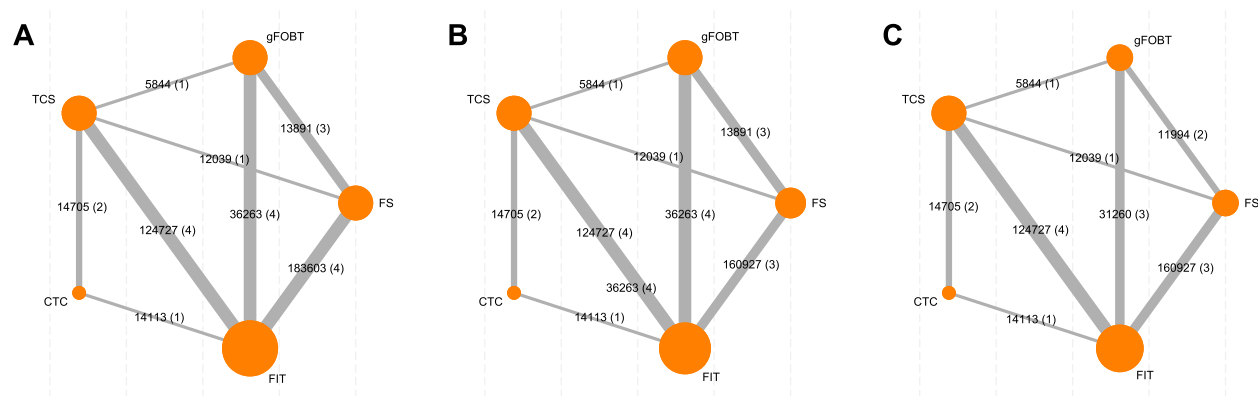 A
gFOBT
5844 (1)
TCS
13891 (3)
12039 (1)
FS
14705 (2)
36263 (4)
124727 (4)
183603 (4)
CTC
14113 (1)
FIT
B
gFOBT
5844 (1)
TCS
13891 (3)
12039 (1)
FS
14705 (2)
36263 (4)
124727 (4)
160927 (3)
36263 (4)
CTC
14113 (1)
FIT
C
gFOBT
5844 (1)
TCS
11994 (2)
12039 (1)
FS
14705 (2)
31260 (3)
124727 (4)
160927 (3)
CTC
14113 (1)
FIT